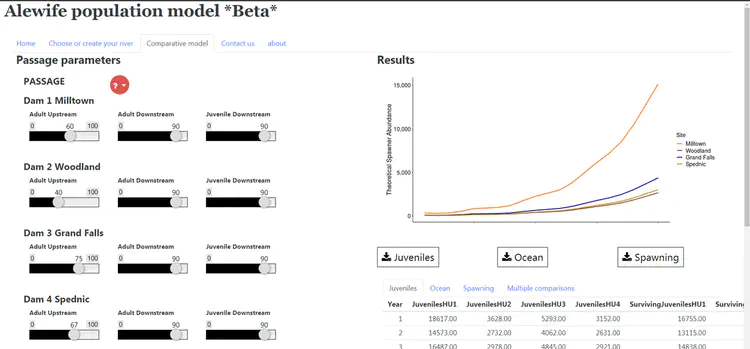 Alewife population model *Beta*
Home Choose or create your river Comparative model Contact us about
Passage parameters
PASSAGE ?
Dam 1 Milltown
Adult Upstream Adult Downstream Juvenile Downstream
0 60 100 0 90 0 90
Dam 2 Woodland
Adult Upstream Adult Downstream Juvenile Downstream
0 40 100 0 90 0 90
Dam 3 Grand Falls
Adult Upstream Adult Downstream Juvenile Downstream
0 75 100 0 90 0 90
Dam 4 Spednic
Adult Upstream Adult Downstream Juvenile Downstream
0 67 100 0 90 0 90
Results
Theoretical Spawner Abundance
15,000
10,000
5,000
0
Site
Milltown
Woodland
Grand Falls
Spednic
Juveniles Ocean Spawning
Juveniles Ocean Spawning Multiple comparisons
Year JuvenilesHU1 JuvenilesHU2 JuvenilesHU3 JuvenilesHU4 SurvivingJuvenilesHU1 Surviving
1 18617.00 3628.00 5293.00 3152.00 16755.00
2 14573.00 2732.00 4062.00 2631.00 13115.00
3 16487.00 2978.00 4845.00 2921.00 14838.00